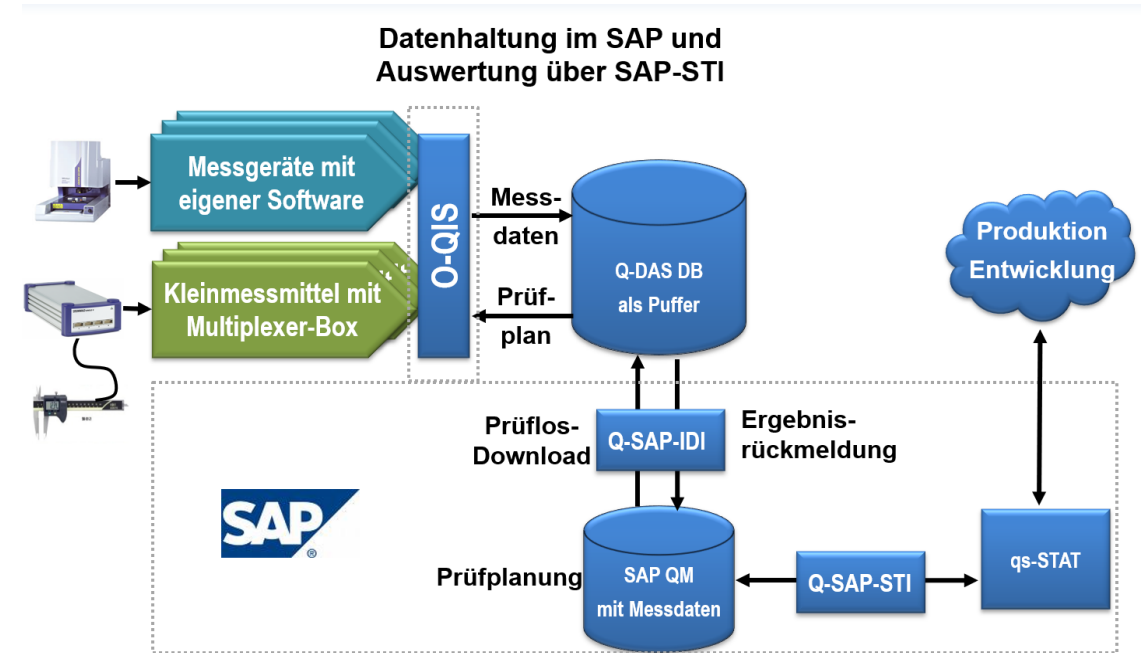 Datenhaltung im SAP und
Auswertung über SAP-STI
Messgeräte mit
eigener Software
Kleinmessmittel mit
Multiplexer-Box
O-QIS
Mess-
daten
Prüf-
plan
Q-DAS DB
als Puffer
Produktion
Entwicklung
Prüflos-
Download
Q-SAP-IDI
Ergebnis-
rückmeldung
SAP
®
Prüfplanung
SAP QM
mit Messdaten
Q-SAP-STI
qs-STAT